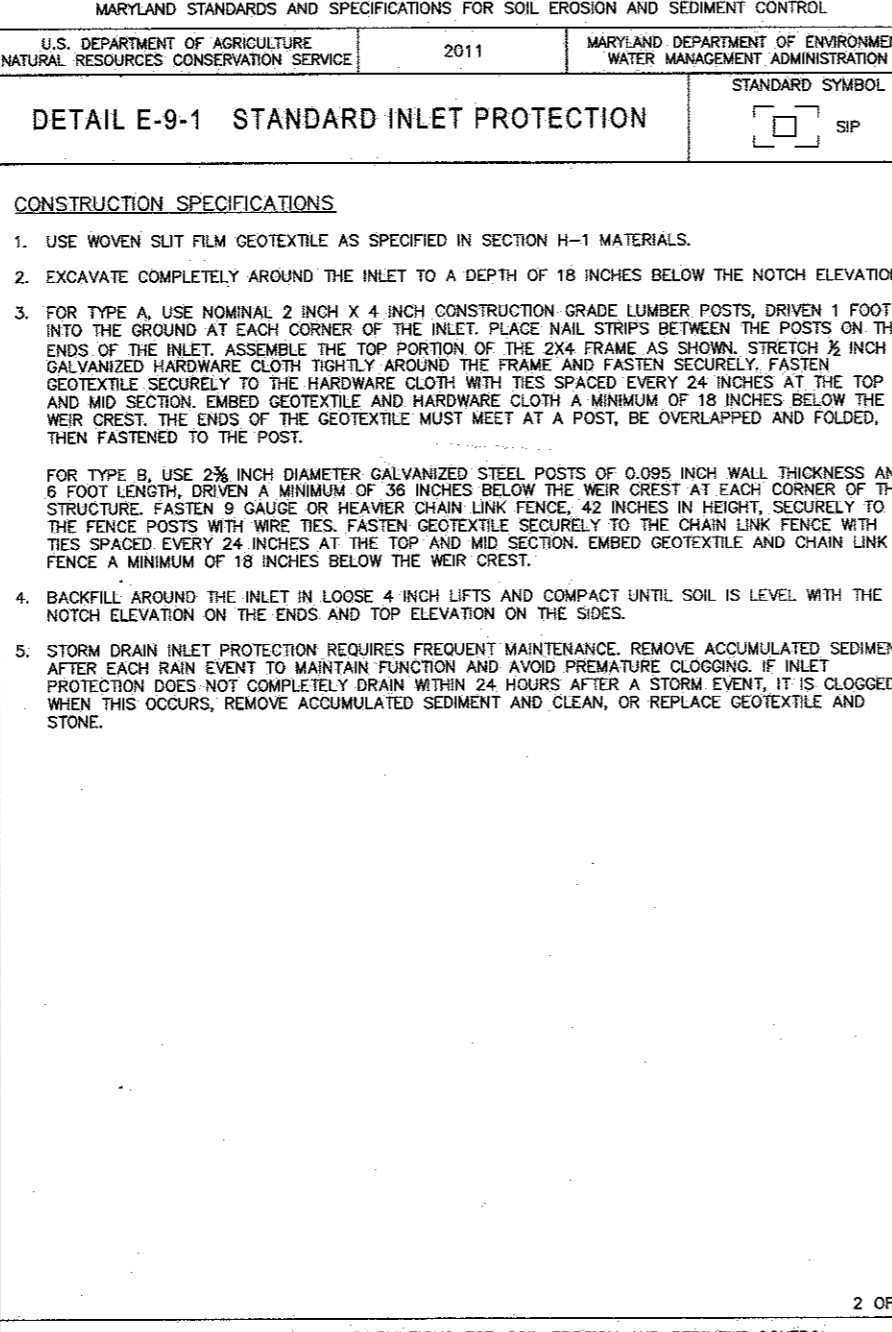 MARYLAND STANDARDS AND SPECIFICATIONS FOR SOIL EROSION AND SEDIMENT CONTROL
U.S. DEPARTMENT OF AGRICULTURE
NATURAL RESOURCES CONSERVATION SERVICE
2011
MARYLAND DEPARTMENT OF ENVIRONME
WATER MANAGEMENT ADMINISTRATION
DETAIL E-9-1 STANDARD INLET PROTECTION
STANDARD SYMBOL
SIP
CONSTRUCTION SPECIFICATIONS
1. USE WOVEN SLIT FILM GEOTEXTILE AS SPECIFIED IN SECTION H-1 MATERIALS.
2. EXCAVATE COMPLETELY AROUND THE INLET TO A DEPTH OF 18 INCHES BELOW THE NOTCH ELEVATIO
3. FOR TYPE A, USE NOMINAL 2 INCH X 4 INCH CONSTRUCTION GRADE LUMBER POSTS, DRIVEN 1 FOOT
INTO THE GROUND AT EACH CORNER OF THE INLET. PLACE NAIL STRIPS BETWEEN THE POSTS ON TH
ENDS OF THE INLET. ASSEMBLE THE TOP PORTION OF THE 2X4 FRAME AS SHOWN. STRETCH ½ INCH
GALVANIZED HARDWARE CLOTH TIGHTLY AROUND THE FRAME AND FASTEN SECURELY. FASTEN
GEOTEXTILE SECURELY TO THE HARDWARE CLOTH WITH TIES SPACED EVERY 24 INCHES AT THE TOP
AND MID SECTION. EMBED GEOTEXTILE AND HARDWARE CLOTH A MINIMUM OF 18 INCHES BELOW THE
WEIR CREST. THE ENDS OF THE GEOTEXTILE MUST MEET AT A POST, BE OVERLAPPED AND FOLDED,
THEN FASTENED TO THE POST.
FOR TYPE B, USE 2⅜ INCH DIAMETER GALVANIZED STEEL POSTS OF 0.095 INCH WALL THICKNESS AN
6 FOOT LENGTH, DRIVEN A MINIMUM OF 36 INCHES BELOW THE WEIR CREST AT EACH CORNER OF TH
STRUCTURE. FASTEN 9 GAUGE OR HEAVIER CHAIN LINK FENCE, 42 INCHES IN HEIGHT, SECURELY TO
THE FENCE POSTS WITH WIRE TIES. FASTEN GEOTEXTILE SECURELY TO THE CHAIN LINK FENCE WITH
TIES SPACED EVERY 24 INCHES AT THE TOP AND MID SECTION. EMBED GEOTEXTILE AND CHAIN LINK
FENCE A MINIMUM OF 18 INCHES BELOW THE WEIR CREST.
4. BACKFILL AROUND THE INLET IN LOOSE 4 INCH LIFTS AND COMPACT UNTIL SOIL IS LEVEL WITH THE
NOTCH ELEVATION ON THE ENDS AND TOP ELEVATION ON THE SIDES.
5. STORM DRAIN INLET PROTECTION REQUIRES FREQUENT MAINTENANCE. REMOVE ACCUMULATED SEDIMEN
AFTER EACH RAIN EVENT TO MAINTAIN FUNCTION AND AVOID PREMATURE CLOGGING. IF INLET
PROTECTION DOES NOT COMPLETELY DRAIN WITHIN 24 HOURS AFTER A STORM EVENT, IT IS CLOGGED
WHEN THIS OCCURS, REMOVE ACCUMULATED SEDIMENT AND CLEAN, OR REPLACE GEOTEXTILE AND
STONE.
2 OF